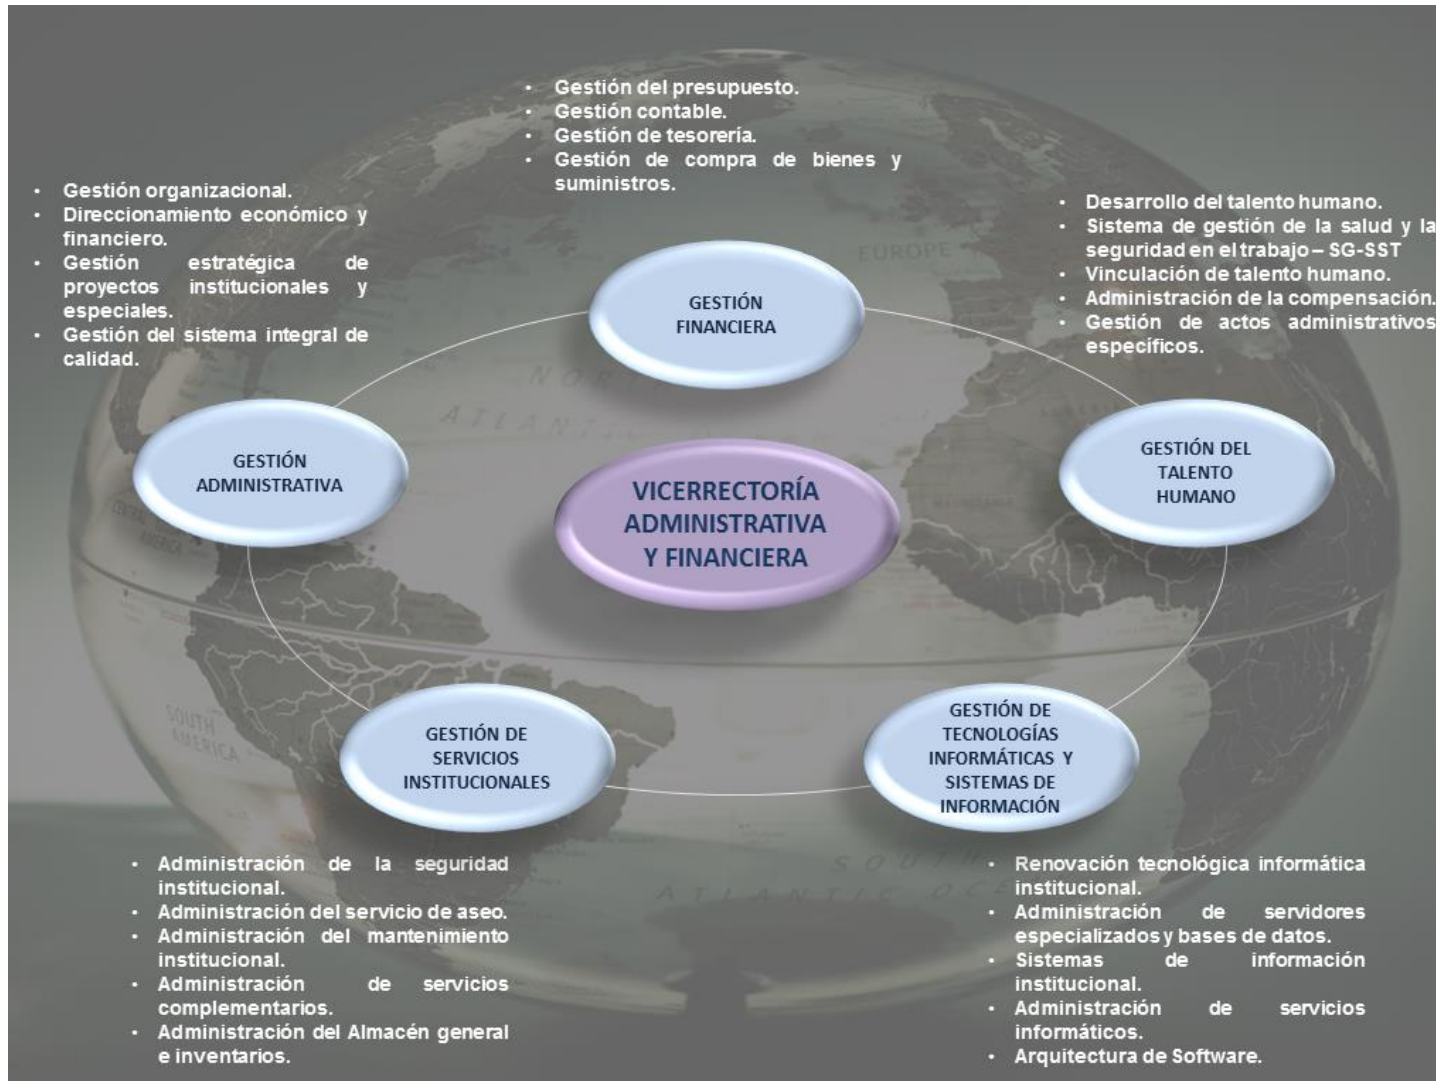 • Gestión del presupuesto.
• Gestión contable.
• Gestión de tesorería.
• Gestión de compra de bienes y
suministros.
• Gestión organizacional.
• Direccionamiento económico y
financiero.
• Gestión estratégica de
proyectos institucionales y
especiales.
• Gestión del sistema integral de
calidad.
• Desarrollo del talento humano.
• Sistema de gestión de la salud y la
seguridad en el trabajo – SG-SST
• Vinculación de talento humano.
• Administración de la compensación.
• Gestión de actos administrativos
específicos.
GESTIÓN
FINANCIERA
GESTIÓN
ADMINISTRATIVA
VICERRECTORÍA
ADMINISTRATIVA
Y FINANCIERA
GESTIÓN DEL
TALENTO
HUMANO
GESTIÓN DE
SERVICIOS
INSTITUCIONALES
GESTIÓN DE
TECNOLOGÍAS
INFORMÁTICAS Y
SISTEMAS DE
INFORMACIÓN
• Administración de la seguridad
institucional.
• Administración del servicio de aseo.
• Administración del mantenimiento
institucional.
• Administración de servicios
complementarios.
• Administración del Almacén general
e inventarios.
• Renovación tecnológica informática
institucional.
• Administración de servidores
especializados y bases de datos.
• Sistemas de información
institucional.
• Administración de servicios
informáticos.
• Arquitectura de Software.
EUROPE
ATLANTIC
SOUTH
AMERICA
SOUTH
ATLANTIC